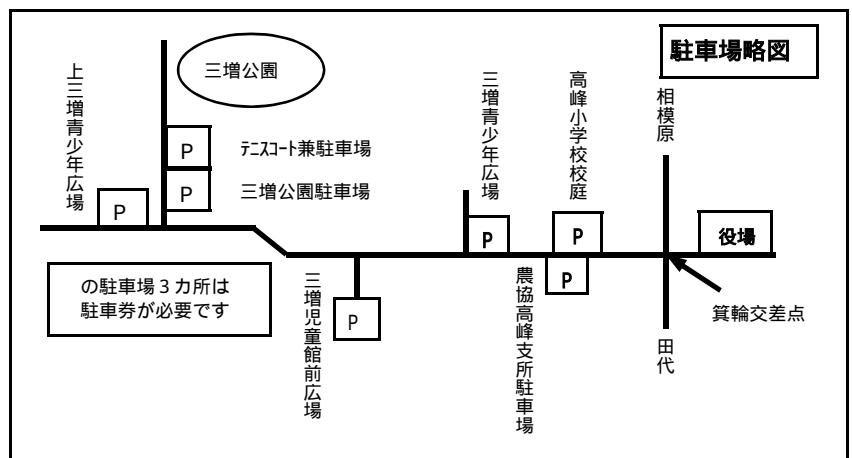 駐車場略図
三増公園
上三増青少年広場
P
P
テニスコート兼駐車場
P
三増公園駐車場
三増青少年広場
P
高峰小学校校庭
P
相模原
役場
の駐車場3カ所は
駐車券が必要です
三増児童館前広場
P
農協高峰支所駐車場
P
箕輪交差点
田代